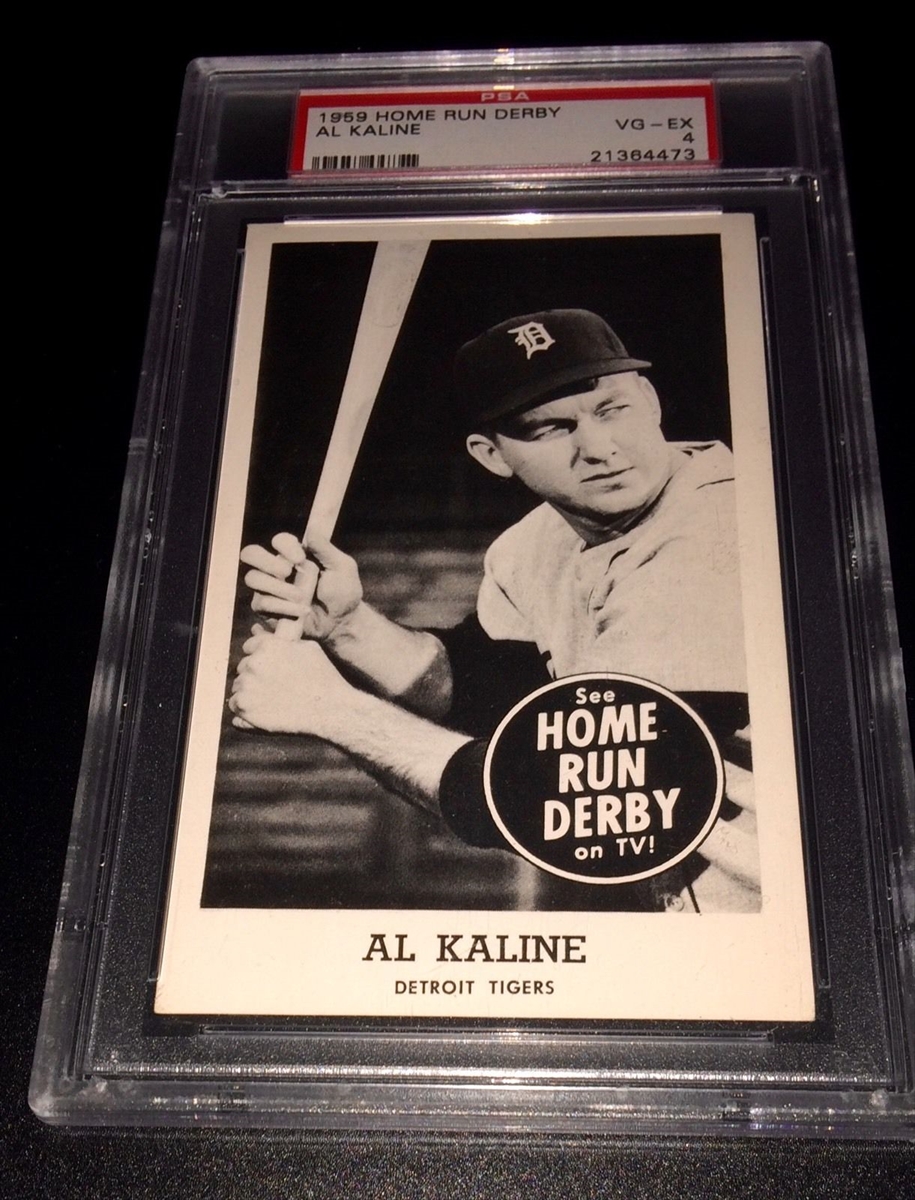 PSA
1959 HOME RUN DERBY
AL KALINE
VG-EX
4
21364473
D
See
HOME
RUN
DERBY
on TV!
AL KALINE
DETROIT TIGERS